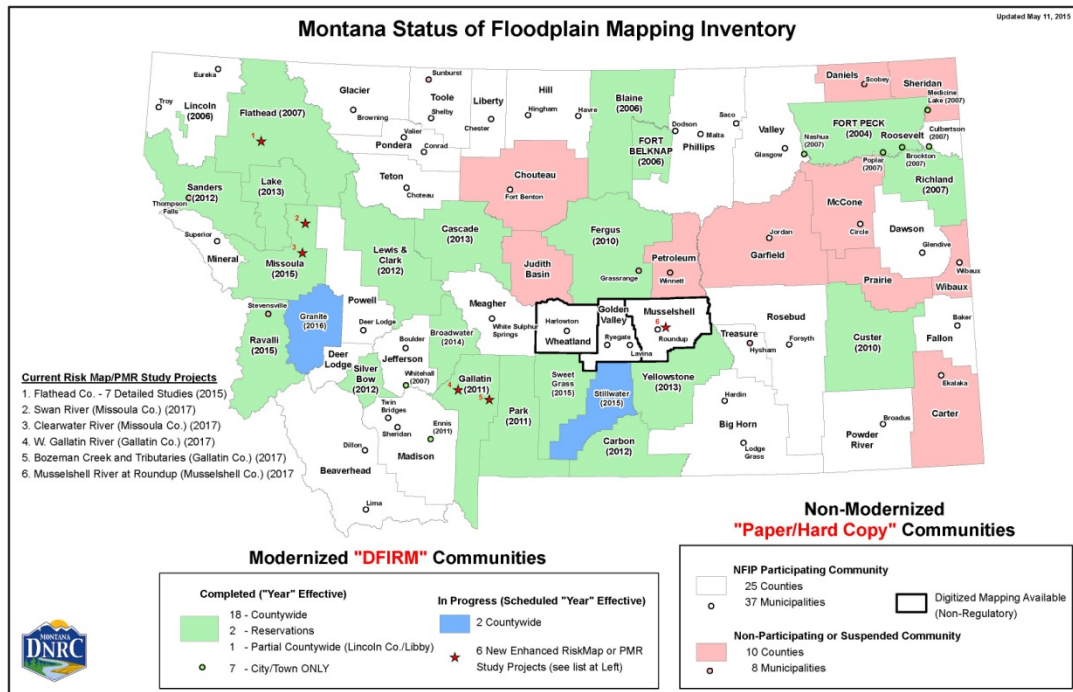 Updated May 11, 2015
Montana Status of Floodplain Mapping Inventory
Eureka
Troy
Lincoln
(2006)
Flathead (2007)
1
Glacier
Browning
Sunburst
Toole
Shelby
Liberty
Chester
Hill
Hingham
Havre
Blaine
(2006)
FORT
BELKNAP
(2006)
Dodson
Malta
Phillips
Saco
Valley
Glasgow
Nashua
(2007)
Daniels
Scobey
Sheridan
Medicine
Lake (2007)
FORT PECK
(2004)
Roosevelt
Culbertson
(2007)
Poplar
(2007)
Brockton
(2007)
Richland
(2007)
Valier
Pondera
Conrad
Teton
Choteau
Chouteau
Fort Benton
Sanders
(2012)
Thompson
Falls
Lake
(2013)
2
3
Superior
Mineral
Missoula
(2015)
Lewis &
Clark
(2012)
Cascade
(2013)
Judith
Basin
Fergus
(2010)
Grassrange
Petroleum
Winnett
Garfield
Jordan
McCone
Circle
Dawson
Glendive
Prairie
Wibaux
Wibaux
Stevensville
Ravalli
(2015)
Granite
(2016)
Powell
Deer Lodge
Deer
Lodge
Silver
Bow
(2012)
Boulder
Jefferson
Whitehall
(2007)
Broadwater
(2014)
Meagher
White Sulphur
Springs
Harlowton
Wheatland
Golden
Valley
Ryegate
Lavina
Musselshell
6
Roundup
Treasure
Hysham
Rosebud
Forsyth
Custer
(2010)
Baker
Fallon
Ekalaka
Carter
4
Gallatin
(2011)
5
Park
(2011)
Sweet
Grass
(2015)
Stillwater
(2015)
Yellowstone
(2013)
Carbon
(2012)
Hardin
Big Horn
Lodge
Grass
Broadus
Powder
River
Twin
Bridges
Sheridan
Ennis
(2011)
Madison
Dillon
Beaverhead
Lima
Current Risk Map/PMR Study Projects
1. Flathead Co. - 7 Detailed Studies (2015)
2. Swan River (Missoula Co.) (2017)
3. Clearwater River (Missoula Co.) (2017)
4. W. Gallatin River (Gallatin Co.) (2017)
5. Bozeman Creek and Tributaries (Gallatin Co.) (2017)
6. Musselshell River at Roundup (Musselshell Co.) (2017
Modernized "DFIRM" Communities
Completed ("Year" Effective)
18 - Countywide
2 - Reservations
1 - Partial Countywide (Lincoln Co./Libby)
7 - City/Town ONLY
In Progress (Scheduled "Year" Effective)
2 Countywide
6 New Enhanced RiskMap or PMR
Study Projects (see list at Left)
Non-Modernized
"Paper/Hard Copy" Communities
NFIP Participating Community
25 Counties
37 Municipalities
Digitized Mapping Available
(Non-Regulatory)
Non-Participating or Suspended Community
10 Counties
8 Municipalities
MONTANA
DNRC